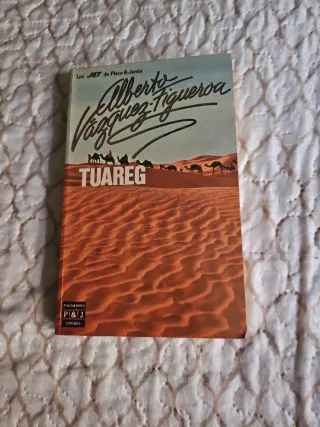 Los JET de Plaza & Janés
Alberto
Vázquez-Figueroa
TUAREG
P&J